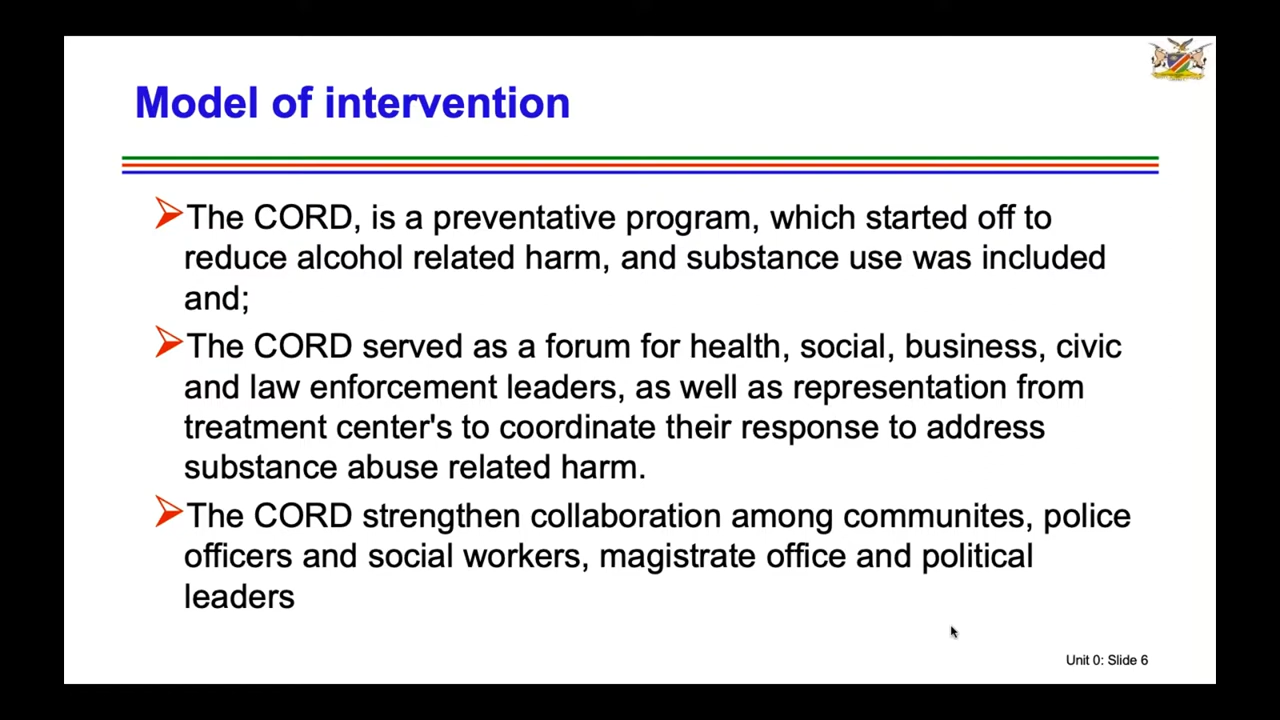 Model of intervention
The CORD, is a preventative program, which started off to
reduce alcohol related harm, and substance use was included
and;
The CORD served as a forum for health, social, business, civic
and law enforcement leaders, as well as representation from
treatment center's to coordinate their response to address
substance abuse related harm.
The CORD strengthen collaboration among communites, police
officers and social workers, magistrate office and political
leaders
Unit 0: Slide 6